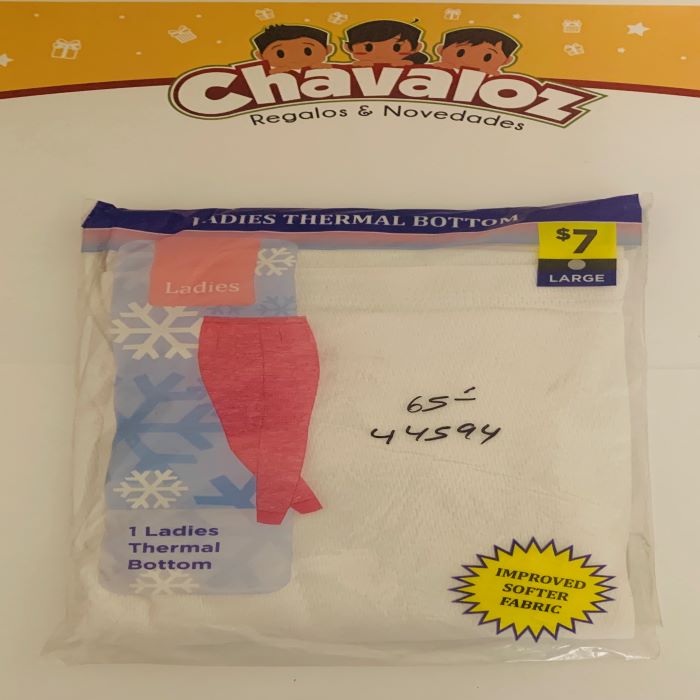 Chavaloz
Regalos & Novedades
LADIES THERMAL BOTTOM
$7
LARGE
Ladies
65-
44594
1 Ladies
Thermal
Bottom
IMPROVED
SOFTER
FABRIC